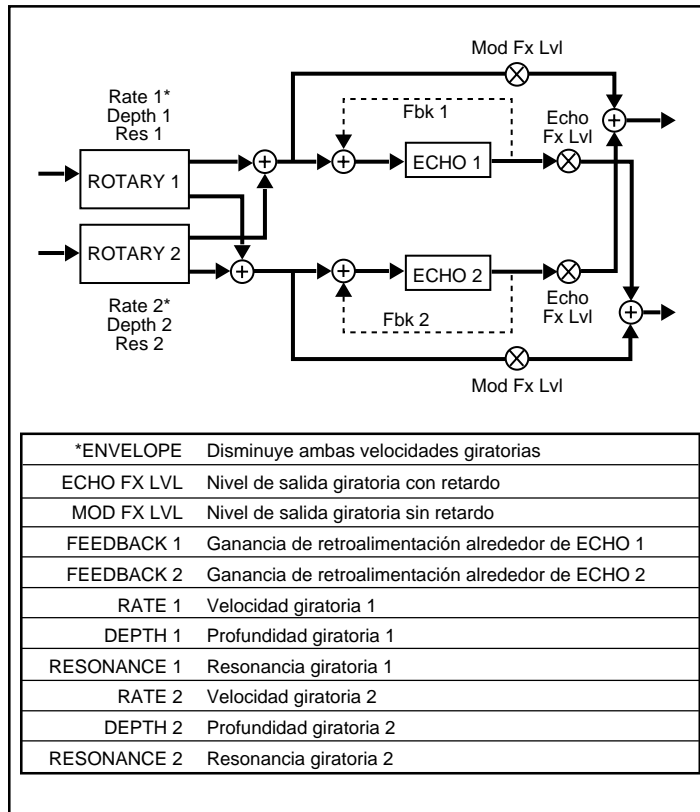 Mod Fx Lvl
Rate 1*
Depth 1
Res 1
Fbk 1
Echo
Fx Lvl
ROTARY 1
ECHO 1
ROTARY 2
ECHO 2
Rate 2*
Depth 2
Res 2
Fbk 2
Echo
Fx Lvl
Mod Fx Lvl
*ENVELOPE Disminuye ambas velocidades giratorias
ECHO FX LVL Nivel de salida giratoria con retardo
MOD FX LVL Nivel de salida giratoria sin retardo
FEEDBACK 1 Ganancia de retroalimentación alrededor de ECHO 1
FEEDBACK 2 Ganancia de retroalimentación alrededor de ECHO 2
RATE 1 Velocidad giratoria 1
DEPTH 1 Profundidad giratoria 1
RESONANCE 1 Resonancia giratoria 1
RATE 2 Velocidad giratoria 2
DEPTH 2 Profundidad giratoria 2
RESONANCE 2 Resonancia giratoria 2